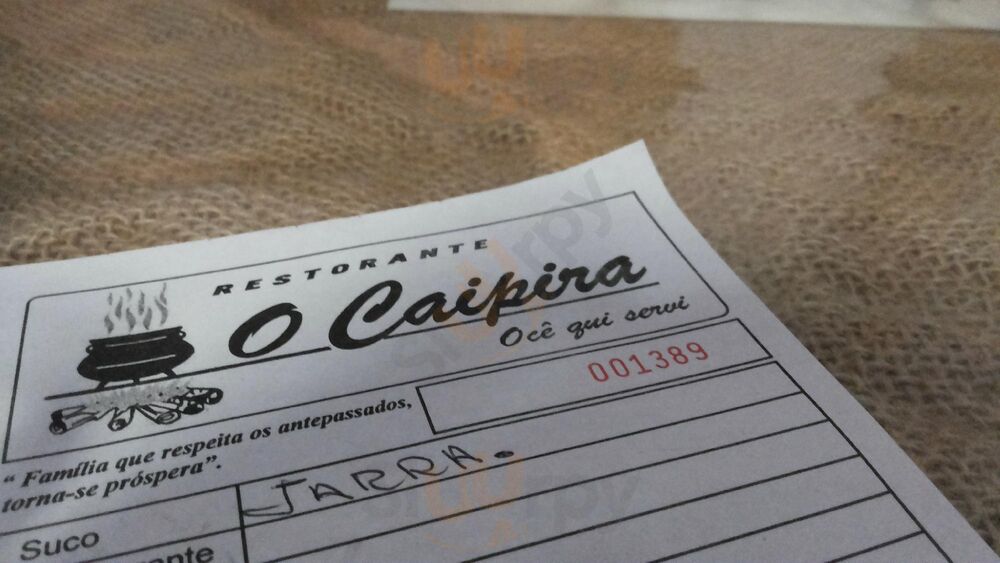 RESTORANTE
O Caipira
Ocê qui servi
001389
“Família que respeita os antepassados,
torna-se próspera”.
Suco JARRA.